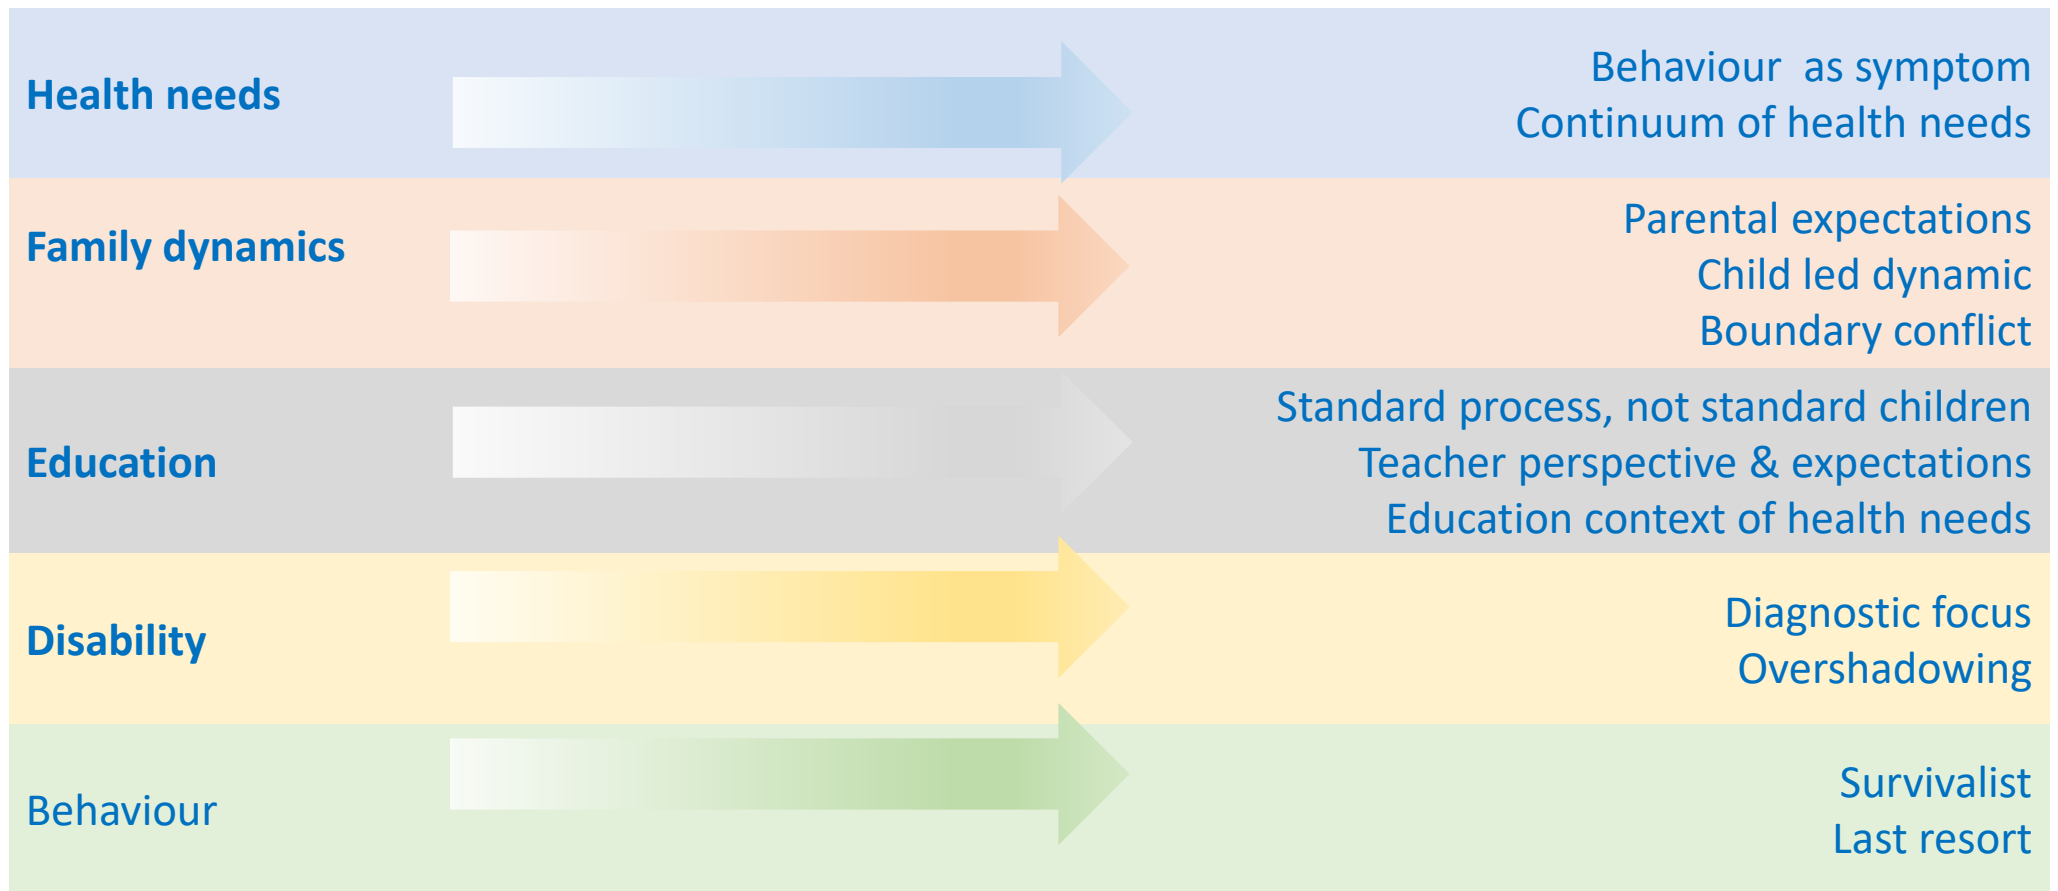 Health needs
Behaviour  as symptom
Continuum of health needs
Family dynamics
Parental expectations
Child led dynamic
Boundary conflict
Education
Standard process, not standard children
Teacher perspective & expectations
Education context of health needs
Disability
Diagnostic focus
Overshadowing
Behaviour
Survivalist
Last resort